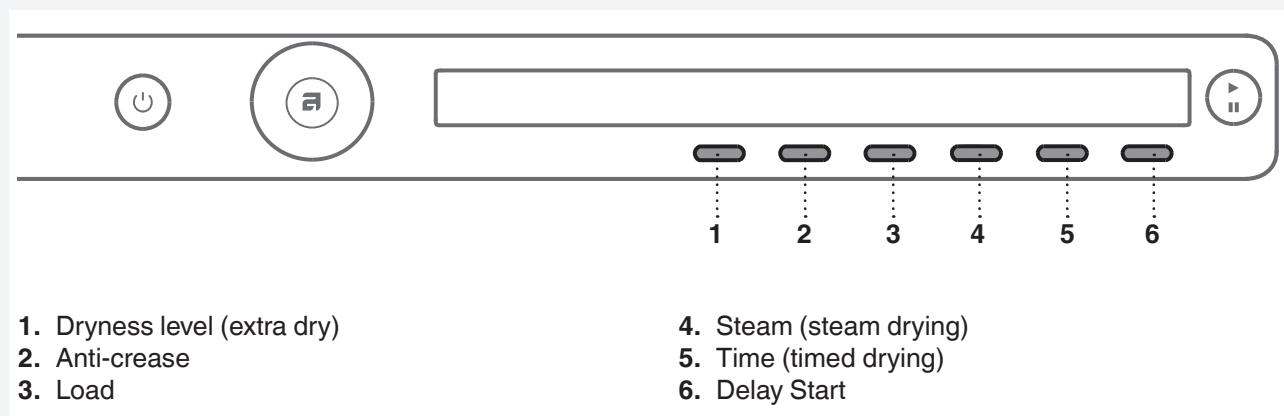 1 2 3 4 5 6
1. Dryness level (extra dry)
2. Anti-crease
3. Load
4. Steam (steam drying)
5. Time (timed drying)
6. Delay Start